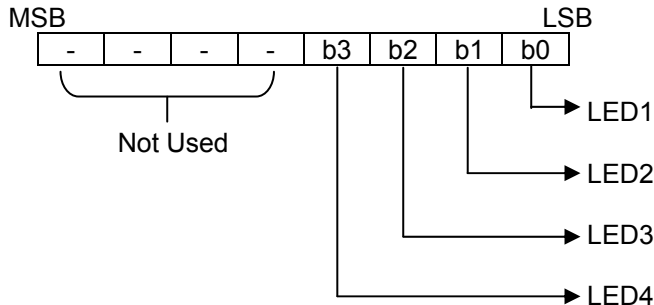 MSB LSB
- - - - b3 b2 b1 b0
LED1
Not Used
LED2
LED3
LED4